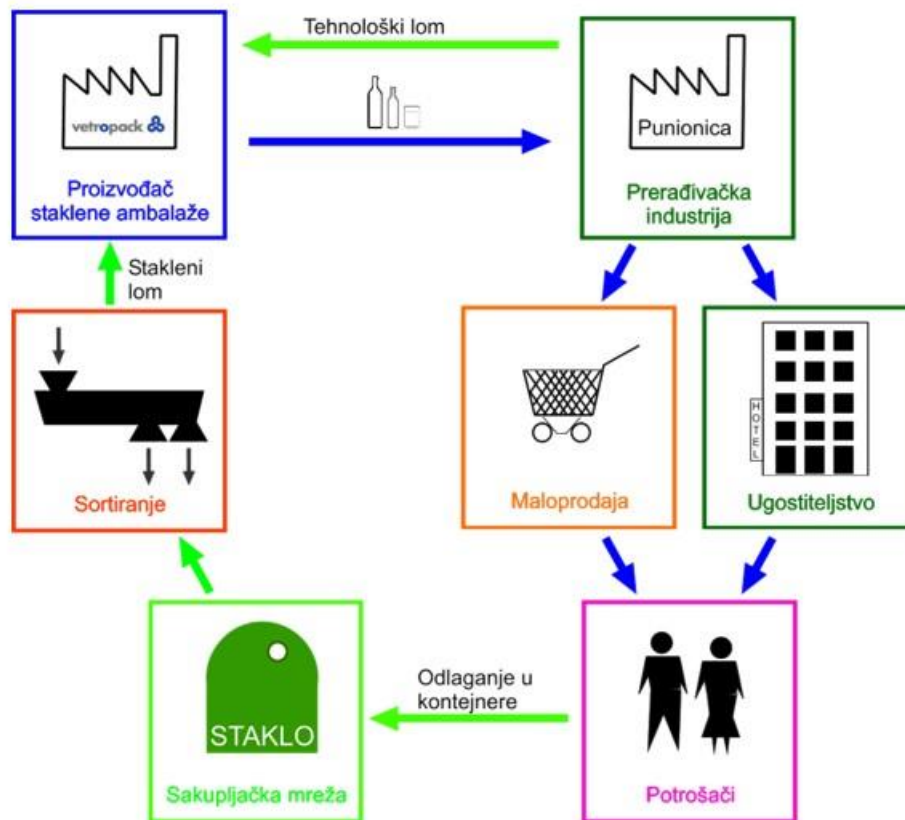 Tehnološki lom
vetropack
Punionica
Proizvođač
staklene ambalaže
Prerađivačka
industrija
Stakleni
lom
HOTEL
Sortiranje
Maloprodaja
Ugostiteljstvo
Odlaganje u
kontejnere
STAKLO
Sakupljačka mreža
Potrošači